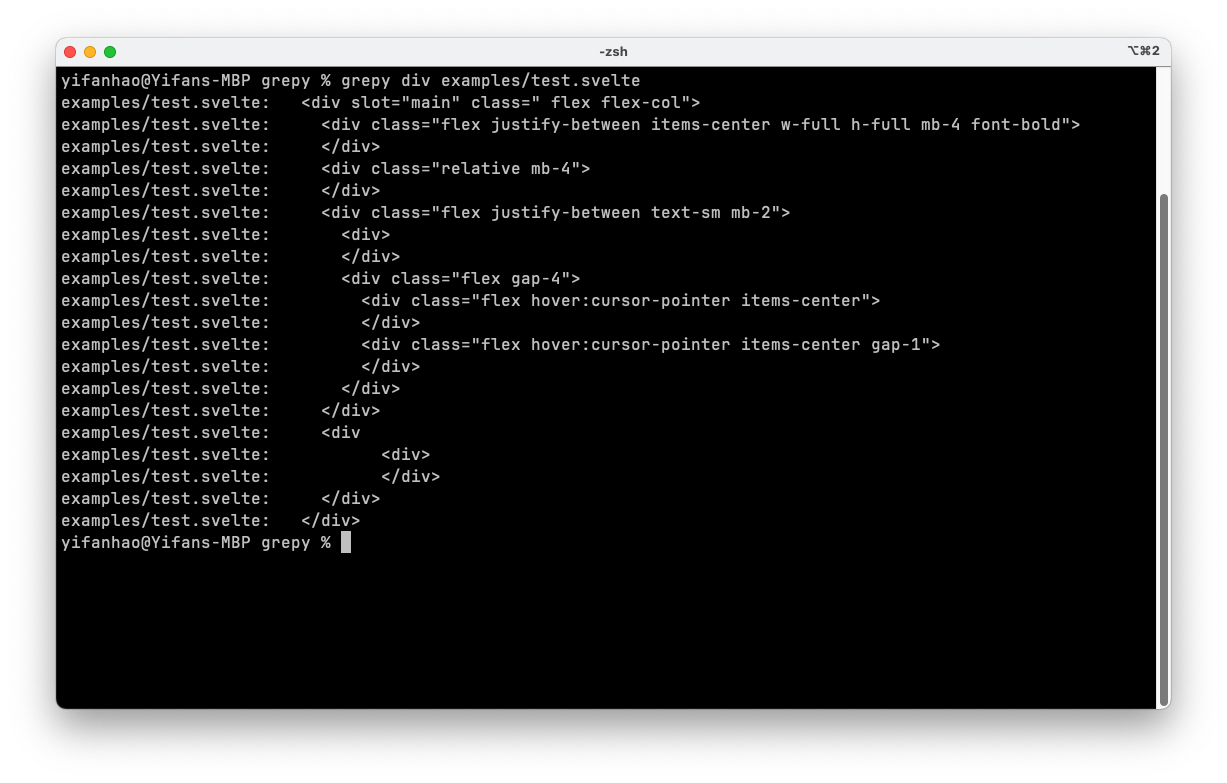 -zsh
⌥⌘2
yifanhao@Yifans-MBP grepy % grepy div examples/test.svelte
examples/test.svelte:   <div slot="main" class=" flex flex-col">
examples/test.svelte:     <div class="flex justify-between items-center w-full h-full mb-4 font-bold">
examples/test.svelte:     </div>
examples/test.svelte:     <div class="relative mb-4">
examples/test.svelte:     </div>
examples/test.svelte:     <div class="flex justify-between text-sm mb-2">
examples/test.svelte:       <div>
examples/test.svelte:       </div>
examples/test.svelte:       <div class="flex gap-4">
examples/test.svelte:         <div class="flex hover:cursor-pointer items-center">
examples/test.svelte:         </div>
examples/test.svelte:         <div class="flex hover:cursor-pointer items-center gap-1">
examples/test.svelte:         </div>
examples/test.svelte:       </div>
examples/test.svelte:     </div>
examples/test.svelte:     <div
examples/test.svelte:           <div>
examples/test.svelte:           </div>
examples/test.svelte:     </div>
examples/test.svelte:   </div>
yifanhao@Yifans-MBP grepy %